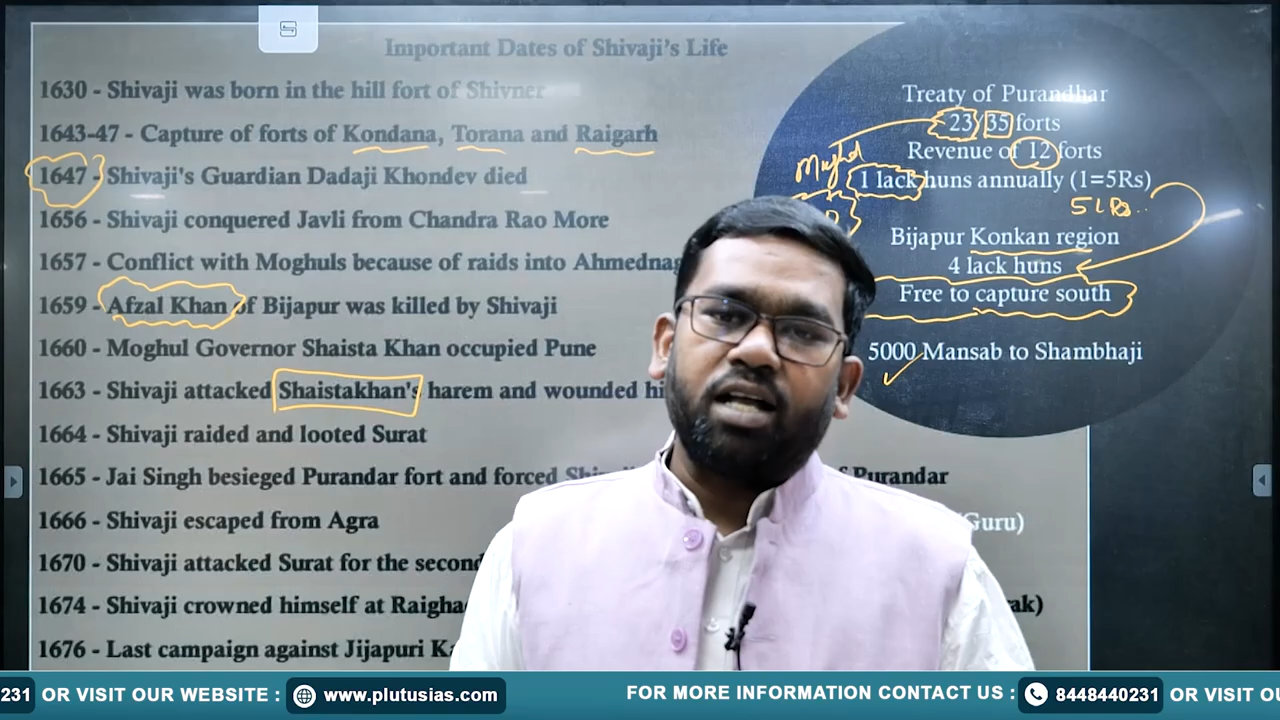 Important Dates of Shivaji's Life
1630 - Shivaji was born in the hill fort of Shivner
1643-47 - Capture of forts of Kondana, Torana and Raigarh
1647 - Shivaji's Guardian Dadaji Khondev died
1656 - Shivaji conquered Javli from Chandra Rao More
1657 - Conflict with Moghuls because of raids into Ahmednag
1659 - Afzal Khan of Bijapur was killed by Shivaji
1660 - Moghul Governor Shaista Khan occupied Pune
1663 - Shivaji attacked Shaistakhan's harem and wounded hi
1664 - Shivaji raided and looted Surat
1665 - Jai Singh besieged Purandar fort and forced Purandar
1666 - Shivaji escaped from Agra (Guru)
1670 - Shivaji attacked Surat for the second
1674 - Shivaji crowned himself at Raigha ak)
1676 - Last campaign against Jijapuri Ka
Treaty of Purandhar
23/35 forts
Revenue of 12 forts
Moghal
1 lack huns annually (1=5Rs)
5L Rs..
Bijapur Konkan region
4 lack huns
Free to capture south
5000 Mansab to Shambhaji
231 OR VISIT OUR WEBSITE : www.plutusias.com FOR MORE INFORMATION CONTACT US : 8448440231 OR VISIT OU